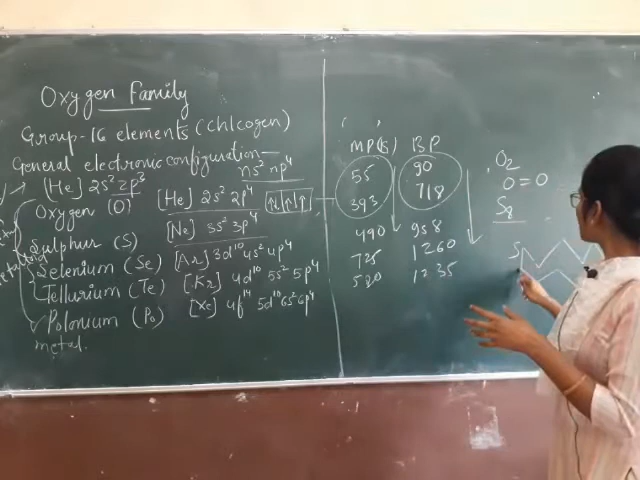 Oxygen Family
Group-16 elements (Chlcogen)
General electronic configuration—
ns² np⁴
[He] 2s² 2p³
Oxygen (O) [He] 2s² 2p⁴ ↑↓ ↑ ↑
Sulphur (S) [Ne] 3s² 3p⁴
Selenium (Se) [Ar] 3d¹⁰ 4s² 4p⁴
Tellurium (Te) [Kr] 4d¹⁰ 5s² 5p⁴
Polonium (Po) [Xe] 4f¹⁴ 5d¹⁰ 6s² 6p⁴
metal.
MP(K) BP
55 90
393 718
490 958
725 1260
520 1235
O₂
O=O
S₈
S